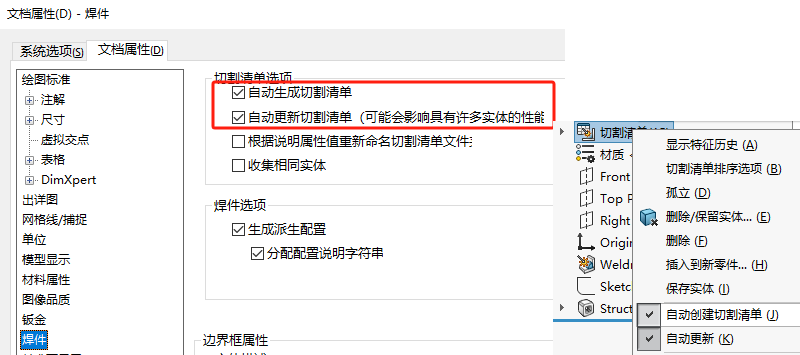 文档属性(D) - 焊件
系统选项(S) 文档属性(D)
绘图标准
注解
尺寸
虚拟交点
表格
DimXpert
出详图
网格线/捕捉
单位
模型显示
材料属性
图像品质
钣金
焊件
切割清单选项
自动生成切割清单
自动更新切割清单（可能会影响具有许多实体的性能
根据说明属性值重新命名切割清单文件
收集相同实体
焊件选项
生成派生配置
分配配置说明字符串
边界框属性
切割清
材质
Front
Top P
Right
Origin
Weldn
Sketc
Struct
显示特征历史 (A)
切割清单排序选项 (B)
孤立 (D)
删除/保留实体... (E)
删除 (F)
插入到新零件... (H)
保存实体 (I)
自动创建切割清单 (J)
自动更新 (K)